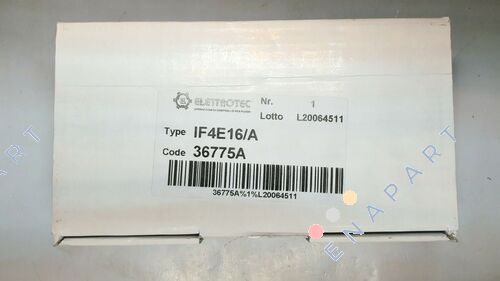 ELETTROTEC
Nr. 1
Lotto L20064511
Type IF4E16/A
Code 36775A
36775A%1%L20064511
ENAPART